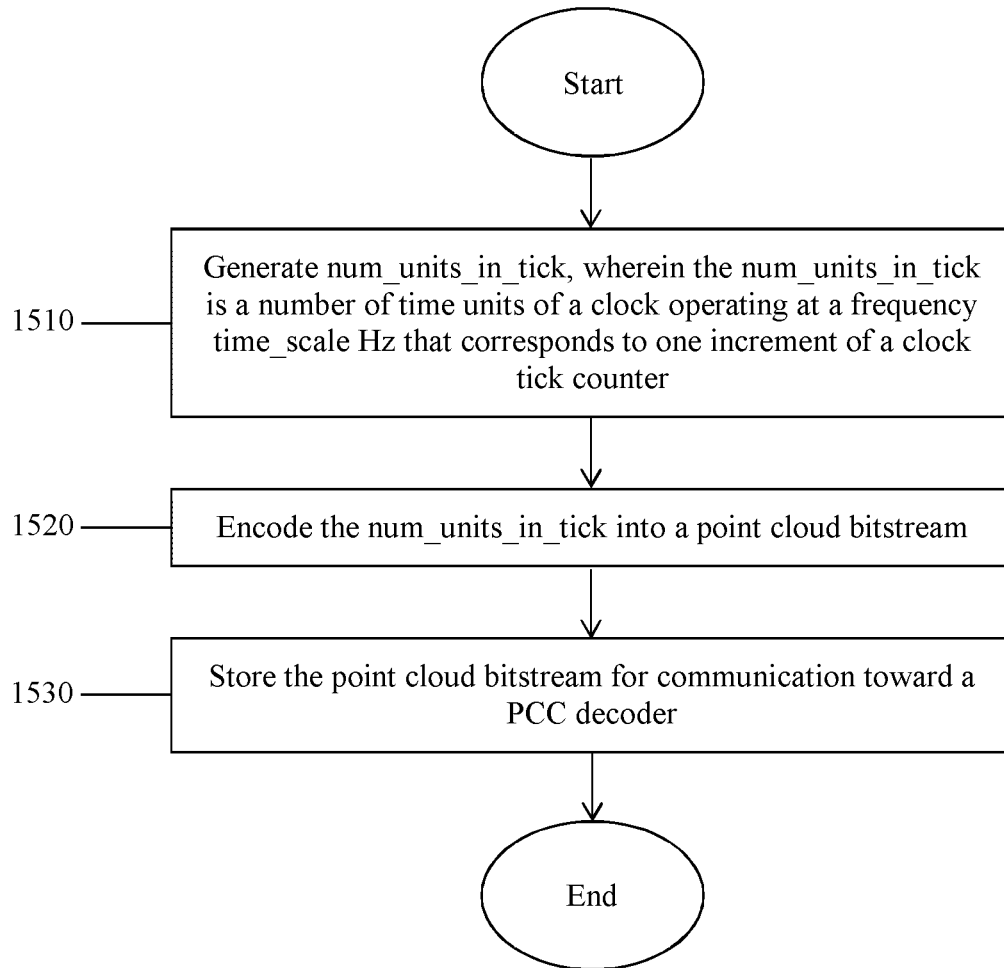 Start
Generate num_units_in_tick, wherein the num_units_in_tick
is a number of time units of a clock operating at a frequency
1510
time_scale Hz that corresponds to one increment of a clock
tick counter
1520
Encode the num_units_in_tick into a point cloud bitstream
Store the point cloud bitstream for communication toward a
1530
PCC decoder
End